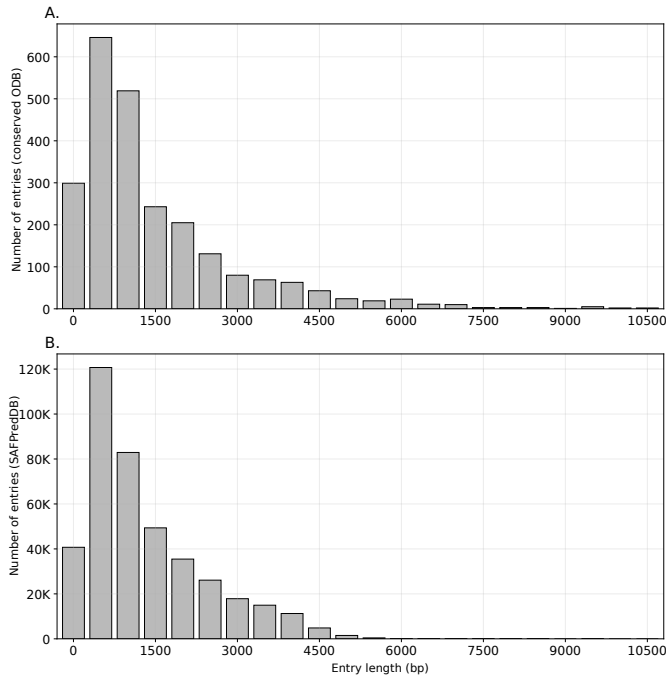 A.
Number of entries (conserved ODB)
600
500
400
300
200
100
0
0 1500 3000 4500 6000 7500 9000 10500
B.
Number of entries (SAFPredDB)
120K
100K
80K
60K
40K
20K
0
0 1500 3000 4500 6000 7500 9000 10500
Entry length (bp)